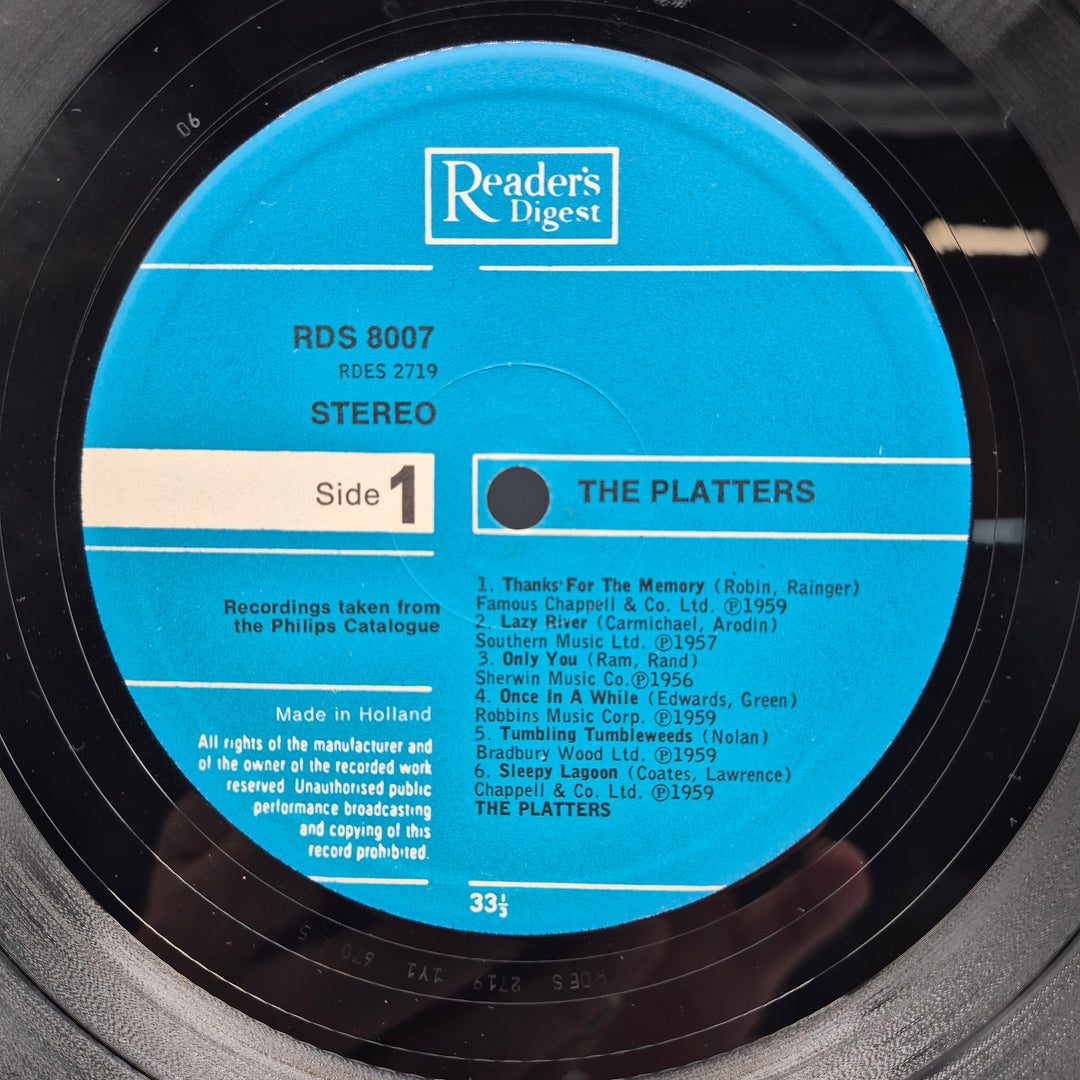 Reader's
Digest
RDS 8007
RDES 2719
STEREO
Side 1
THE PLATTERS
Recordings taken from
the Philips Catalogue
Made in Holland
All rights of the manufacturer and
of the owner of the recorded work
reserved Unauthorised public
performance broadcasting
and copying of this
record prohibited.
1. Thanks For The Memory (Robin, Rainger)
Famous Chappell & Co. Ltd. ℗1959
2. Lazy River (Carmichael, Arodin)
Southern Music Ltd. ℗1957
3. Only You (Ram, Rand)
Sherwin Music Co.℗1956
4. Once In A While (Edwards, Green)
Robbins Music Corp. ℗1959
5. Tumbling Tumbleweeds (Nolan)
Bradbury Wood Ltd. ℗1959
6. Sleepy Lagoon (Coates, Lawrence)
Chappell & Co. Ltd. ℗1959
THE PLATTERS
33⅓
RDES 2719 1Y1 670 5